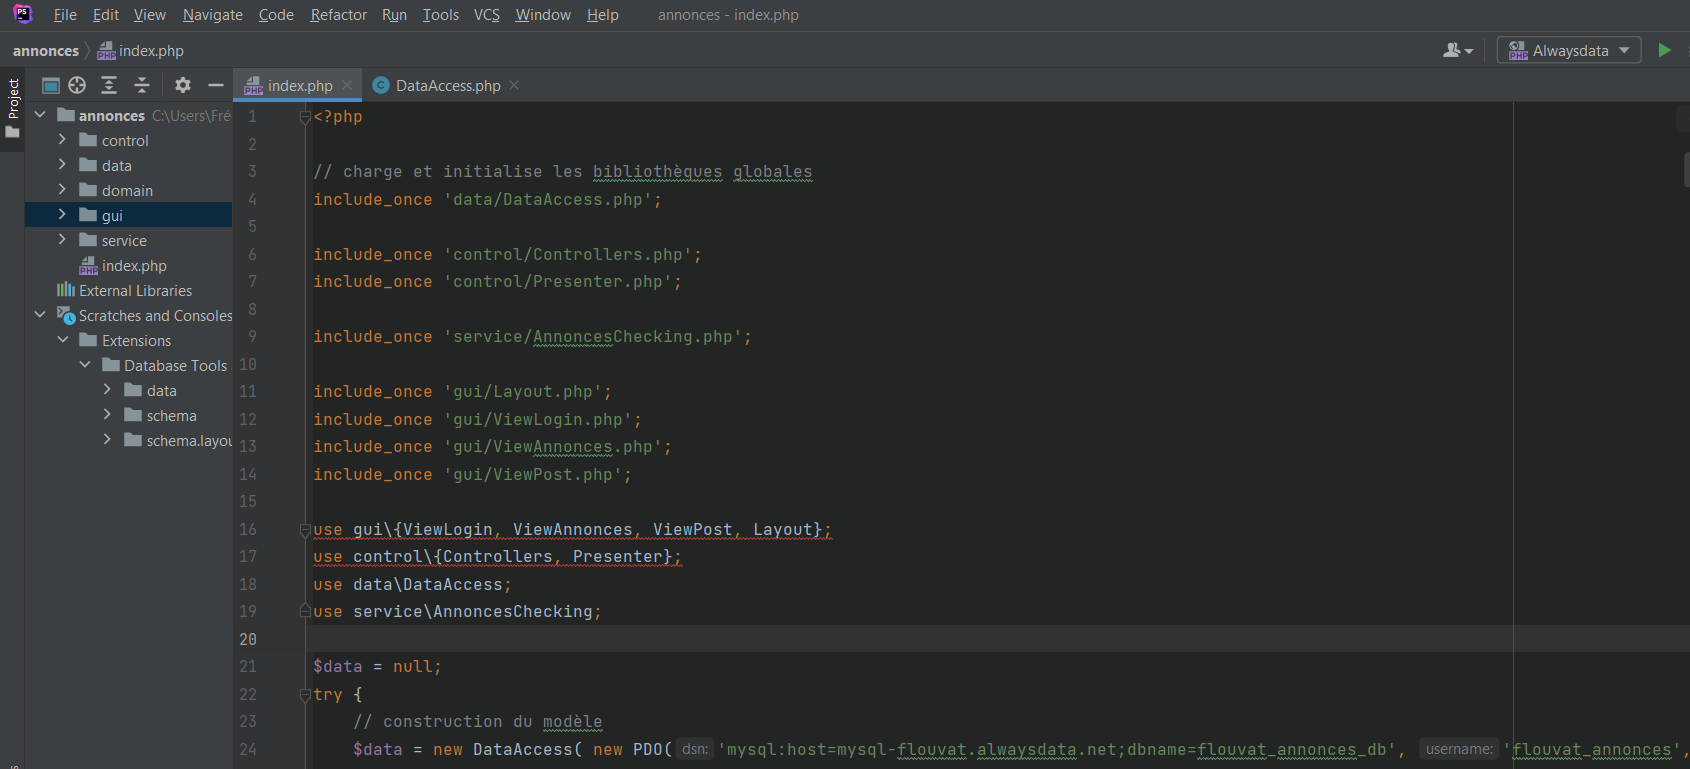 PS File Edit View Navigate Code Refactor Run Tools VCS Window Help annonces - index.php
annonces index.php Alwaysdata
Project
index.php DataAccess.php
annonces C:\Users\Fré
control
data
domain
gui
service
index.php
External Libraries
Scratches and Consoles
Extensions
Database Tools
data
schema
schema.layou
1 <?php
2
3 // charge et initialise les bibliothèques globales
4 include_once 'data/DataAccess.php';
5
6 include_once 'control/Controllers.php';
7 include_once 'control/Presenter.php';
8
9 include_once 'service/AnnoncesChecking.php';
10
11 include_once 'gui/Layout.php';
12 include_once 'gui/ViewLogin.php';
13 include_once 'gui/ViewAnnonces.php';
14 include_once 'gui/ViewPost.php';
15
16 use gui\{ViewLogin, ViewAnnonces, ViewPost, Layout};
17 use control\{Controllers, Presenter};
18 use data\DataAccess;
19 use service\AnnoncesChecking;
20
21 $data = null;
22 try {
23 // construction du modèle
24 $data = new DataAccess( new PDO( dsn: 'mysql:host=mysql-flouvat.alwaysdata.net;dbname=flouvat_annonces_db', username: 'flouvat_annonces',